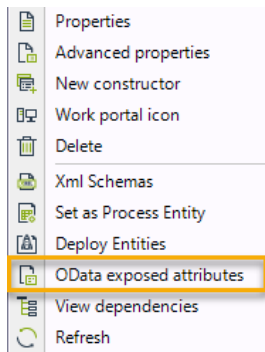 Properties
Advanced properties
New constructor
Work portal icon
Delete
Xml Schemas
Set as Process Entity
Deploy Entities
OData exposed attributes
View dependencies
Refresh